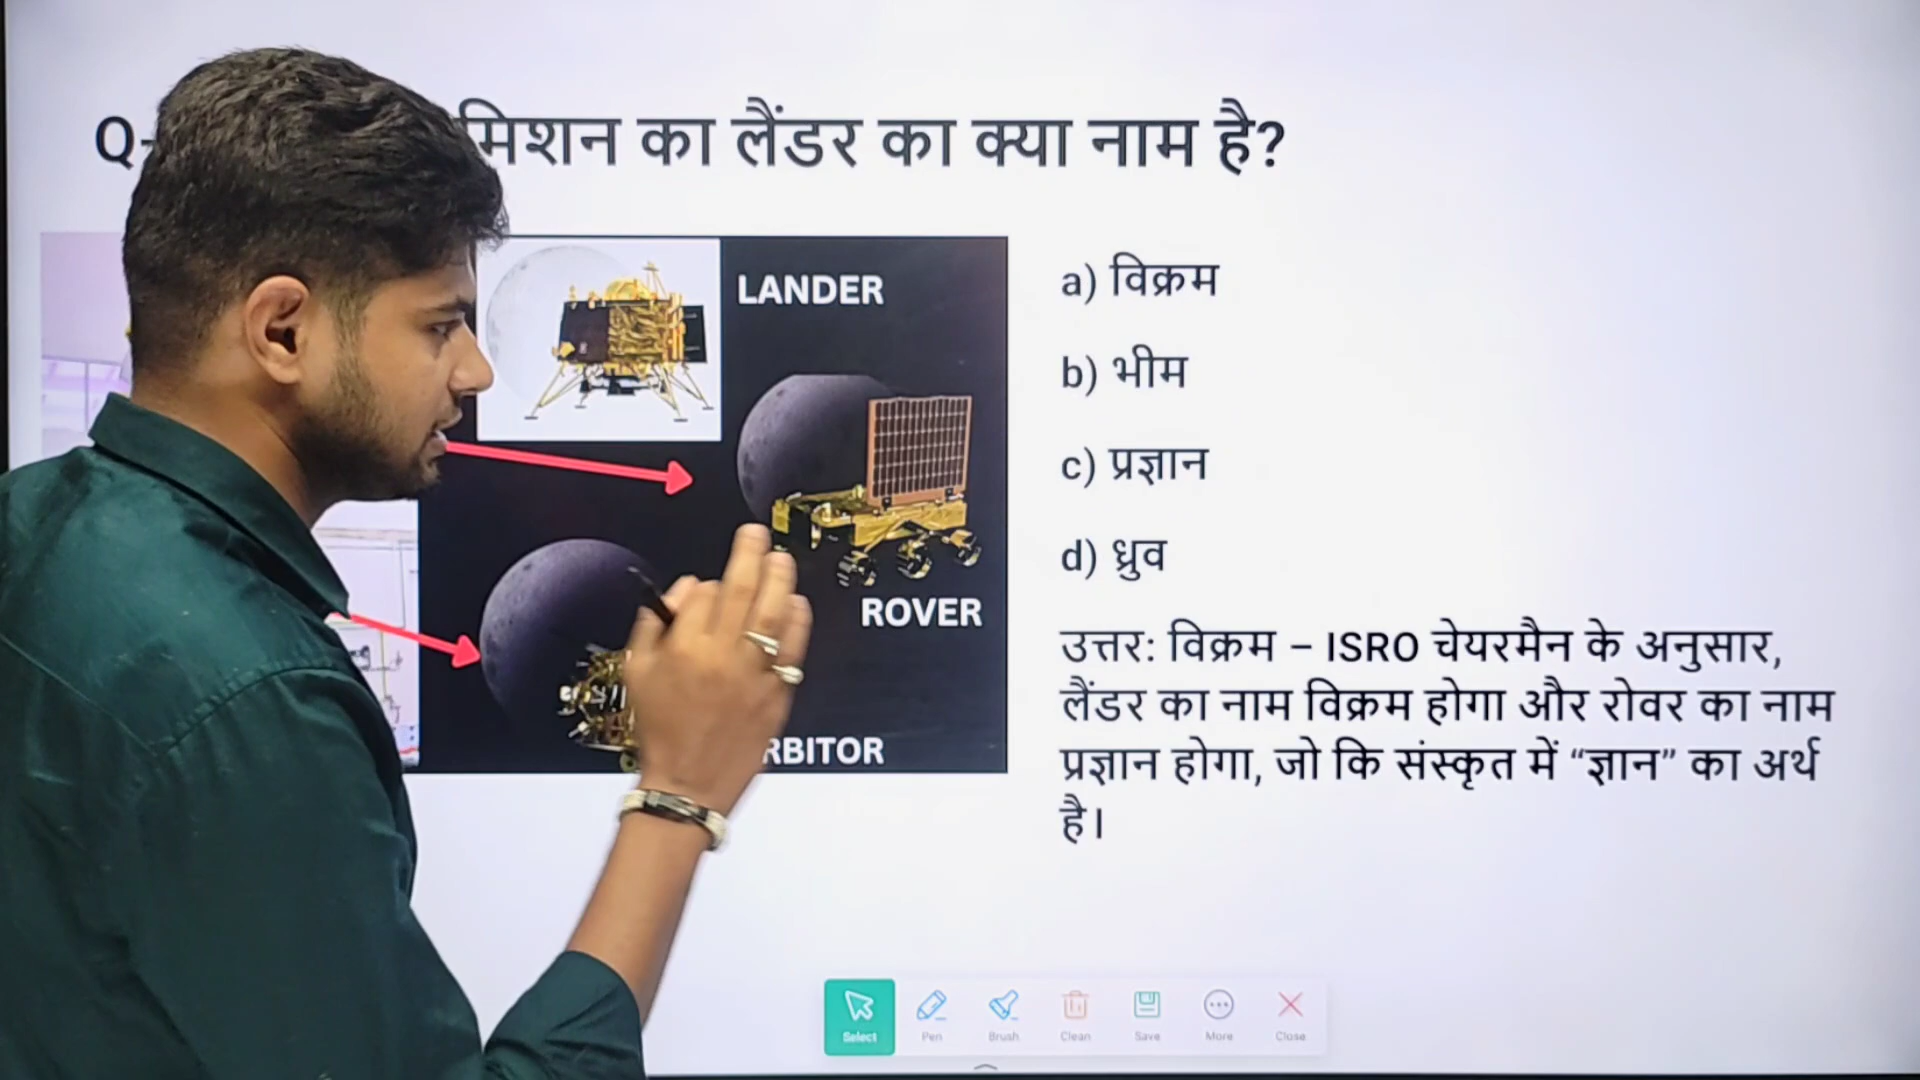 Q- मिशन का लैंडर का क्या नाम है?
LANDER
a) विक्रम
b) भीम
c) प्रज्ञान
d) ध्रुव
ROVER
RBITOR
उत्तर: विक्रम – ISRO चेयरमैन के अनुसार,
लैंडर का नाम विक्रम होगा और रोवर का नाम
प्रज्ञान होगा, जो कि संस्कृत में “ज्ञान” का अर्थ
है।
Select Pen Brush Clean Save More Close